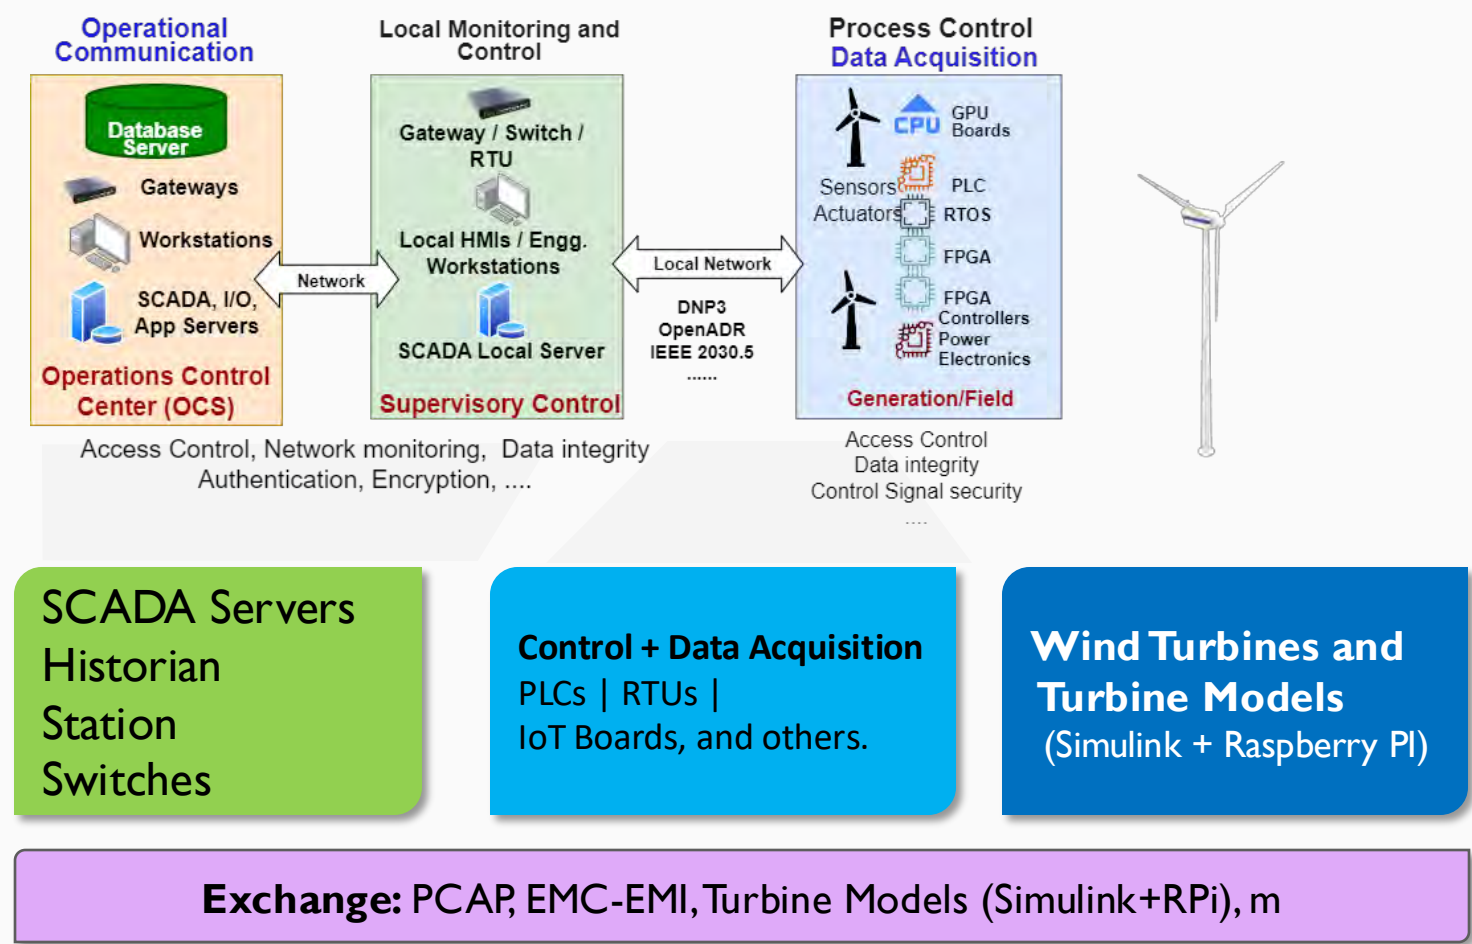 Operational
Communication
Database
Server
Gateways
Workstations
SCADA, I/O,
App Servers
Operations Control
Center (OCS)
Network
Local Monitoring and
Control
Gateway / Switch /
RTU
Local HMIs / Engg.
Workstations
SCADA Local Server
Supervisory Control
Local Network
DNP3
OpenADR
IEEE 2030.5
......
Process Control
Data Acquisition
CPU
GPU
Boards
Sensors
Actuators
PLC
RTOS
FPGA
FPGA
Controllers
Power
Electronics
Generation/Field
Access Control, Network monitoring, Data integrity
Authentication, Encryption, ....
Access Control
Data integrity
Control Signal security
....
SCADA Servers
Historian
Station
Switches
Control + Data Acquisition
PLCs | RTUs |
IoT Boards, and others.
Wind Turbines and
Turbine Models
(Simulink + Raspberry PI)
Exchange: PCAP, EMC-EMI, Turbine Models (Simulink+RPi), m